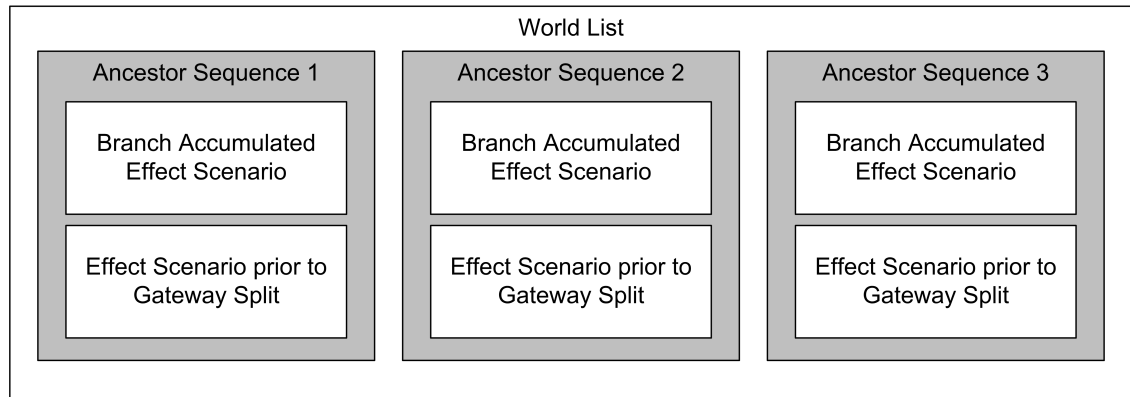 World List
Ancestor Sequence 1
Branch Accumulated
Effect Scenario
Effect Scenario prior to
Gateway Split
Ancestor Sequence 2
Branch Accumulated
Effect Scenario
Effect Scenario prior to
Gateway Split
Ancestor Sequence 3
Branch Accumulated
Effect Scenario
Effect Scenario prior to
Gateway Split